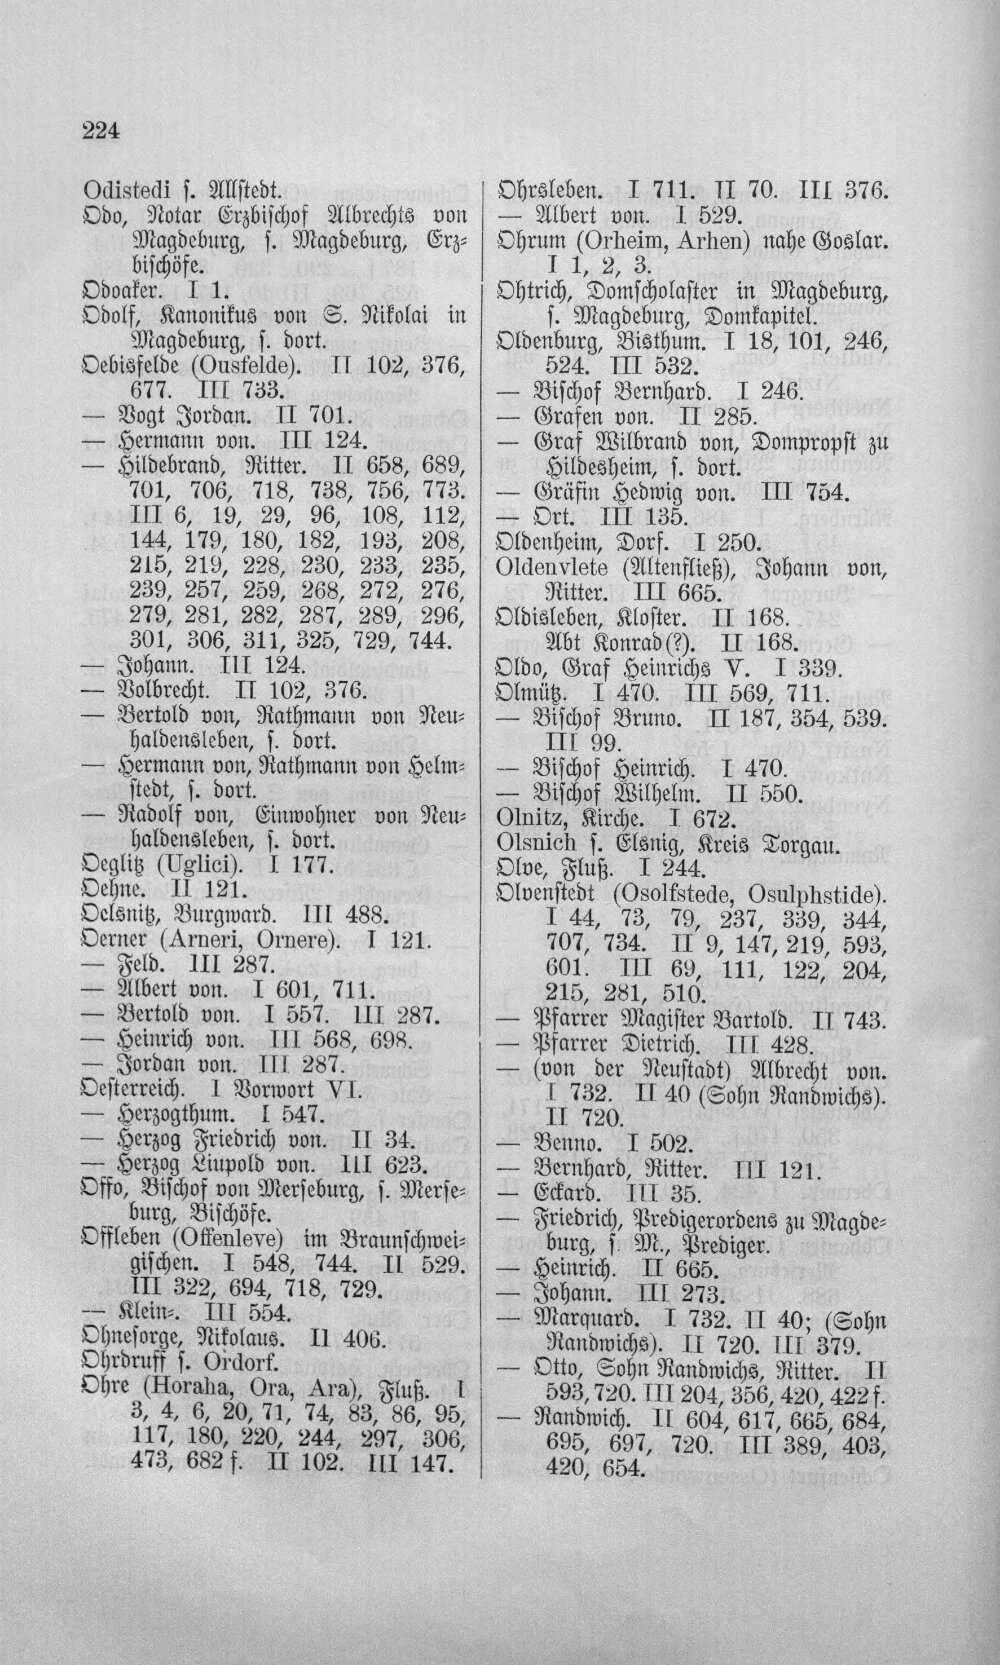 224
Odistedi s. Allstedt.
Odo, Notar Erzbischof Albrechts von
Magdeburg, s. Magdeburg, Erz-
bischöfe.
Odoaker. I 1.
Odolf, Kanonikus von S. Nikolai in
Magdeburg, s. dort.
Oebisfelde (Ousfelde). II 102, 376,
677. III 733.
— Vogt Jordan. II 701.
— Hermann von. III 124.
— Hildebrand, Ritter. II 658, 689,
701, 706, 718, 738, 756, 773.
III 6, 19, 29, 96, 108, 112,
144, 179, 180, 182, 193, 208,
215, 219, 228, 230, 233, 235,
239, 257, 259, 268, 272, 276,
279, 281, 282, 287, 289, 296,
301, 306, 311, 325, 729, 744.
— Johann. III 124.
— Volbrecht. II 102, 376.
— Bertold von, Rathmann von Neu-
haldensleben, s. dort.
— Hermann von, Rathmann von Helm-
stedt, s. dort.
— Radolf von, Einwohner von Neu-
haldensleben, s. dort.
Oeglitz (Uglici). I 177.
Oehne. II 121.
Oelsnitz, Burgward. III 488.
Oerner (Arneri, Ornere). I 121.
— Feld. III 287.
— Albert von. I 601, 711.
— Bertold von. I 557. III 287.
— Heinrich von. III 568, 698.
— Jordan von. III 287.
Oesterreich. I Vorwort VI.
— Herzogthum. I 547.
— Herzog Friedrich von. II 34.
— Herzog Liupold von. III 623.
Offo, Bischof von Merseburg, s. Merse-
burg, Bischöfe.
Offleben (Offenleve) im Braunschwei-
gischen. I 548, 744. II 529.
III 322, 694, 718, 729.
— Klein-. III 554.
Ohnesorge, Nikolaus. II 406.
Ohrdruff s. Ordorf.
Ohre (Horaha, Ora, Ara), Fluß. I
3, 4, 6, 20, 71, 74, 83, 86, 95,
117, 180, 220, 244, 297, 306,
473, 682 f. II 102. III 147.
Ohrsleben. I 711. II 70. III 376.
— Albert von. I 529.
Ohrum (Orheim, Arhen) nahe Goslar.
I 1, 2, 3.
Ohtrich, Domscholaster in Magdeburg,
s. Magdeburg, Domkapitel.
Oldenburg, Bisthum. I 18, 101, 246,
524. III 532.
— Bischof Bernhard. I 246.
— Grafen von. II 285.
— Graf Wilbrand von, Dompropst zu
Hildesheim, s. dort.
— Gräfin Hedwig von. III 754.
— Ort. III 135.
Oldenheim, Dorf. I 250.
Oldenvlete (Altenfließ), Johann von,
Ritter. III 665.
Oldisleben, Kloster. II 168.
Abt Konrad(?). II 168.
Oldo, Graf Heinrichs V. I 339.
Olmütz. I 470. III 569, 711.
— Bischof Bruno. II 187, 354, 539.
III 99.
— Bischof Heinrich. I 470.
— Bischof Wilhelm. II 550.
Olnitz, Kirche. I 672.
Olsnich s. Elsnig, Kreis Torgau.
Olve, Fluß. I 244.
Olvenstedt (Osolfstede, Osulphstide).
I 44, 73, 79, 237, 339, 344,
707, 734. II 9, 147, 219, 593,
601. III 69, 111, 122, 204,
215, 281, 510.
— Pfarrer Magister Bartold. II 743.
— Pfarrer Dietrich. III 428.
— (von der Neustadt) Albrecht von.
I 732. II 40 (Sohn Randwichs).
II 720.
— Benno. I 502.
— Bernhard, Ritter. III 121.
— Eckard. III 35.
— Friedrich, Predigerordens zu Magde-
burg, s. M., Prediger.
— Heinrich. II 665.
— Johann. III 273.
— Marquard. I 732. II 40; (Sohn
Randwichs). II 720. III 379.
— Otto, Sohn Randwichs, Ritter. II
593, 720. III 204, 356, 420, 422 f.
— Randwich. II 604, 617, 665, 684,
695, 697, 720. III 389, 403,
420, 654.